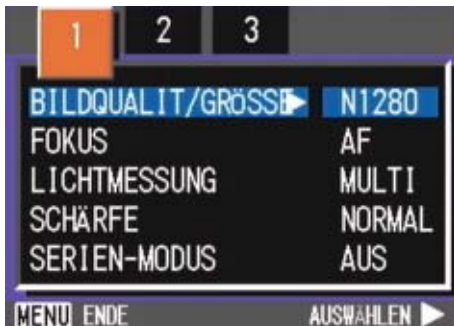 1 2 3
BILDQUALIT/GRÖSSE N1280
FOKUS AF
LICHTMESSUNG MULTI
SCHÄRFE NORMAL
SERIEN-MODUS AUS
MENU ENDE AUSWÄHLEN